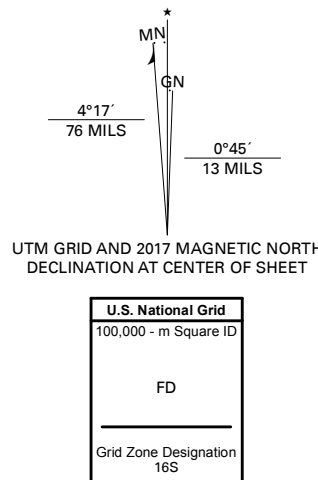 ★
MN
GN
4°17´
76 MILS
0°45´
13 MILS
UTM GRID AND 2017 MAGNETIC NORTH
DECLINATION AT CENTER OF SHEET
U.S. National Grid
100,000 - m Square ID
FD
Grid Zone Designation
16S